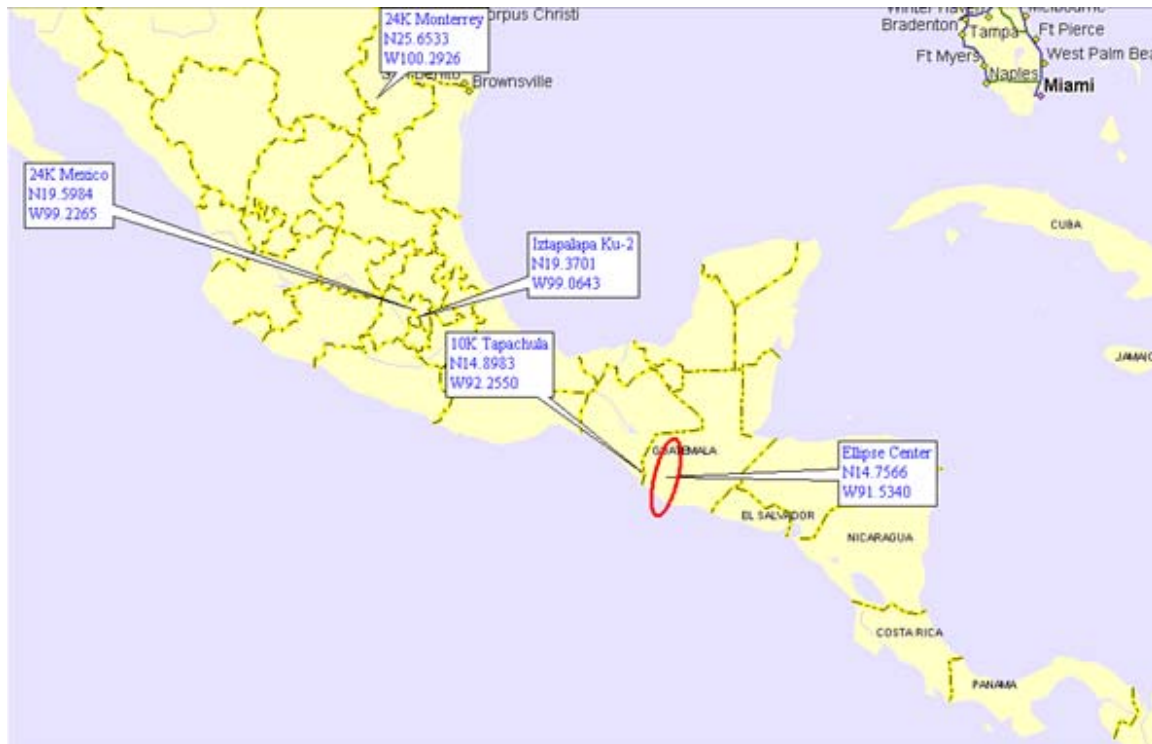 24K Monterrey
N25.6533
W100.2926
orpus Christi
Brownsville
Bradenton
Tampa
Ft Pierce
Ft Myers
West Palm Bea
Naples
Miami
24K Mexico
N19.5984
W99.2265
CUBA
Iztapalapa Ku-2
N19.3701
W99.0643
10K Tapachula
N14.8983
W92.2550
JAMAIC
GUATEMALA
Ellipse Center
N14.7566
W91.5340
EL SALVADOR
NICARAGUA
COSTA RICA
PANAMA